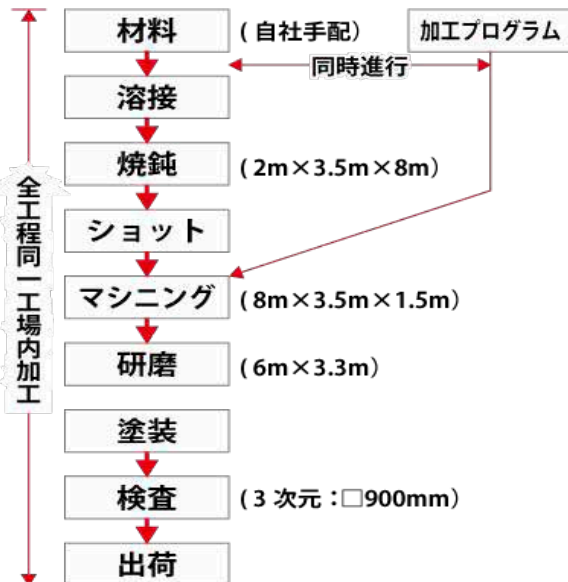 材料 (自社手配) 加工プログラム
同時進行
溶接
焼鈍 (2m×3.5m×8m)
ショット
マシニング (8m×3.5m×1.5m)
研磨 (6m×3.3m)
塗装
検査 (3次元：□900mm)
出荷
全工程同一工場内加工